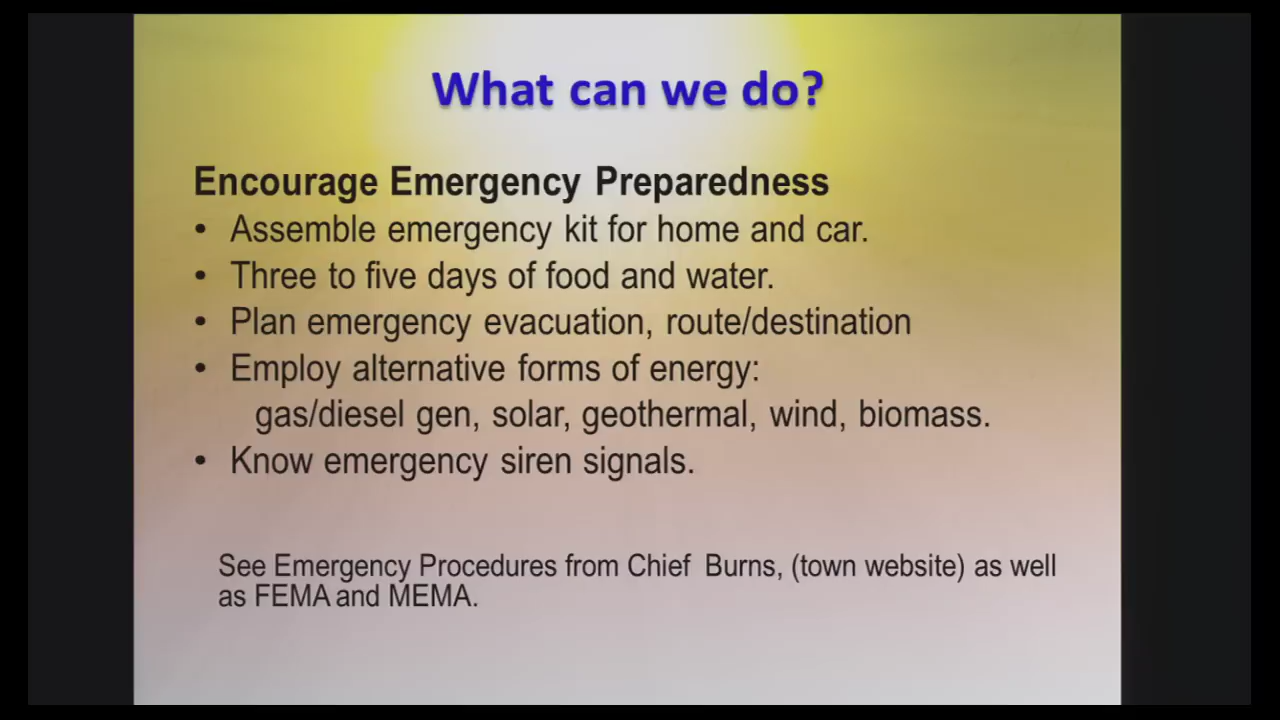 What can we do?
Encourage Emergency Preparedness
• Assemble emergency kit for home and car.
• Three to five days of food and water.
• Plan emergency evacuation, route/destination
• Employ alternative forms of energy:
gas/diesel gen, solar, geothermal, wind, biomass.
• Know emergency siren signals.
See Emergency Procedures from Chief Burns, (town website) as well
as FEMA and MEMA.